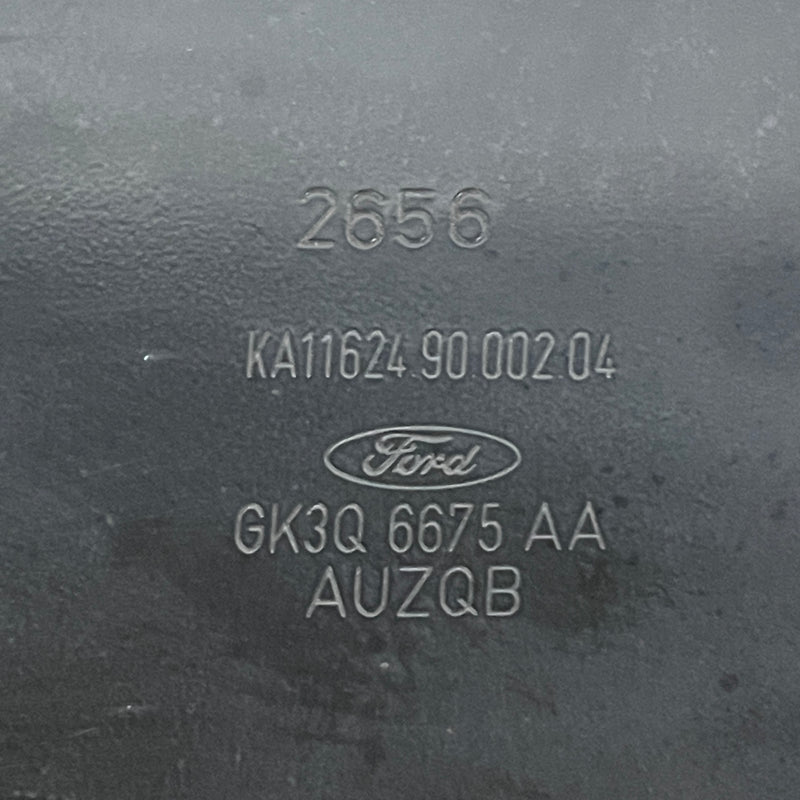 2656
KA11624.90 002.04
Ford
GK3Q 6675 AA
AUZQB